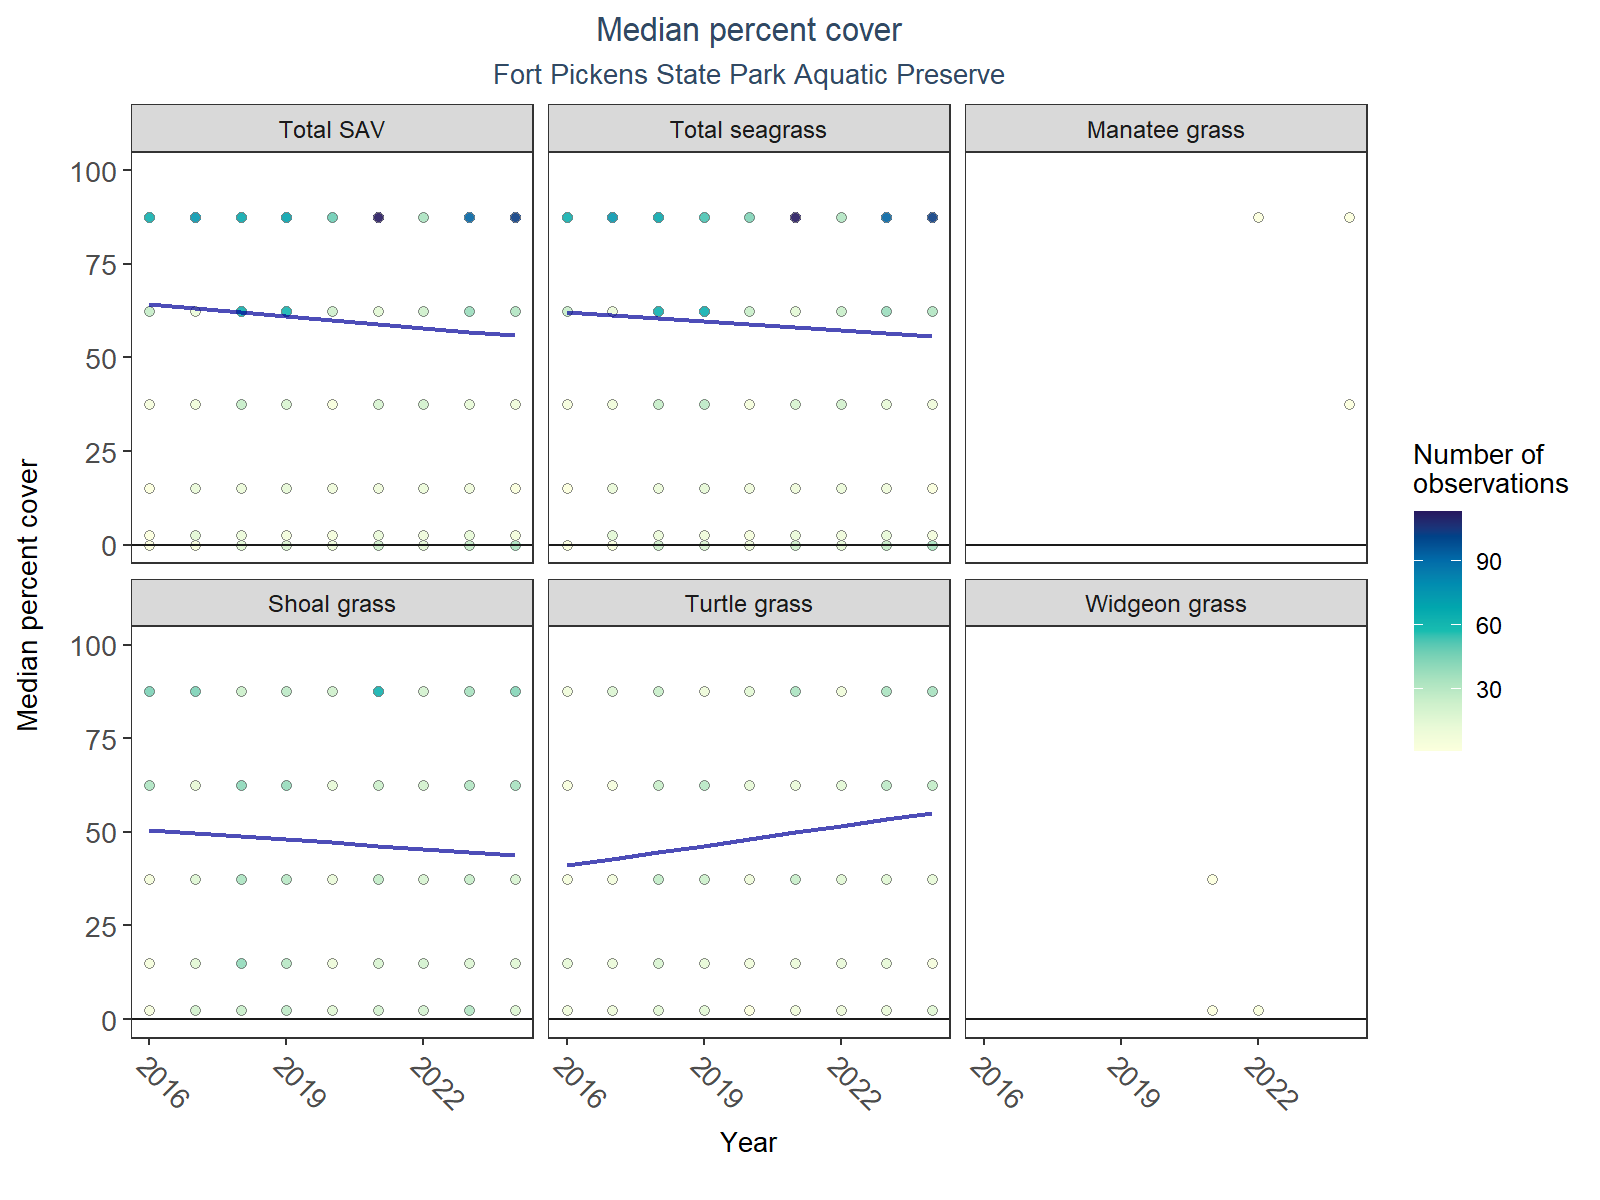 Median percent cover
Fort Pickens State Park Aquatic Preserve
Total SAV
Total seagrass
Manatee grass
100
75
50
25
0
Shoal grass
Turtle grass
Widgeon grass
100
75
50
25
0
2016
2019
2022
2016
2019
2022
2016
2019
2022
Year
Median percent cover
Number of
observations
90
60
30